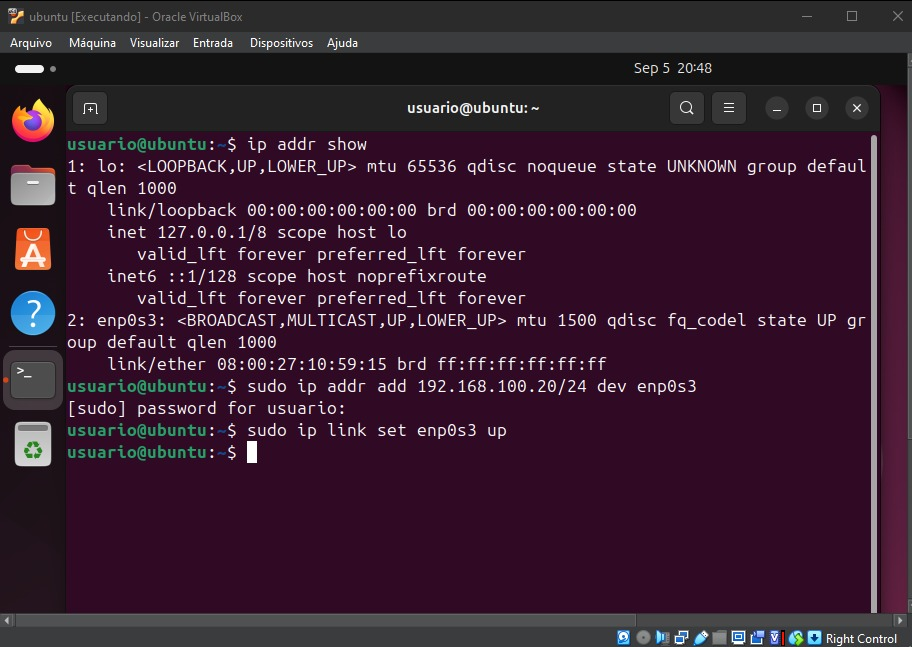 ubuntu [Executando] - Oracle VirtualBox
Arquivo Máquina Visualizar Entrada Dispositivos Ajuda
Sep 5 20:48
usuario@ubuntu: ~
usuario@ubuntu:~$ ip addr show
1: lo: <LOOPBACK,UP,LOWER_UP> mtu 65536 qdisc noqueue state UNKNOWN group defaul
t qlen 1000
    link/loopback 00:00:00:00:00:00 brd 00:00:00:00:00:00
    inet 127.0.0.1/8 scope host lo
       valid_lft forever preferred_lft forever
    inet6 ::1/128 scope host noprefixroute
       valid_lft forever preferred_lft forever
2: enp0s3: <BROADCAST,MULTICAST,UP,LOWER_UP> mtu 1500 qdisc fq_codel state UP gr
oup default qlen 1000
    link/ether 08:00:27:10:59:15 brd ff:ff:ff:ff:ff:ff
usuario@ubuntu:~$ sudo ip addr add 192.168.100.20/24 dev enp0s3
[sudo] password for usuario:
usuario@ubuntu:~$ sudo ip link set enp0s3 up
usuario@ubuntu:~$
Right Control